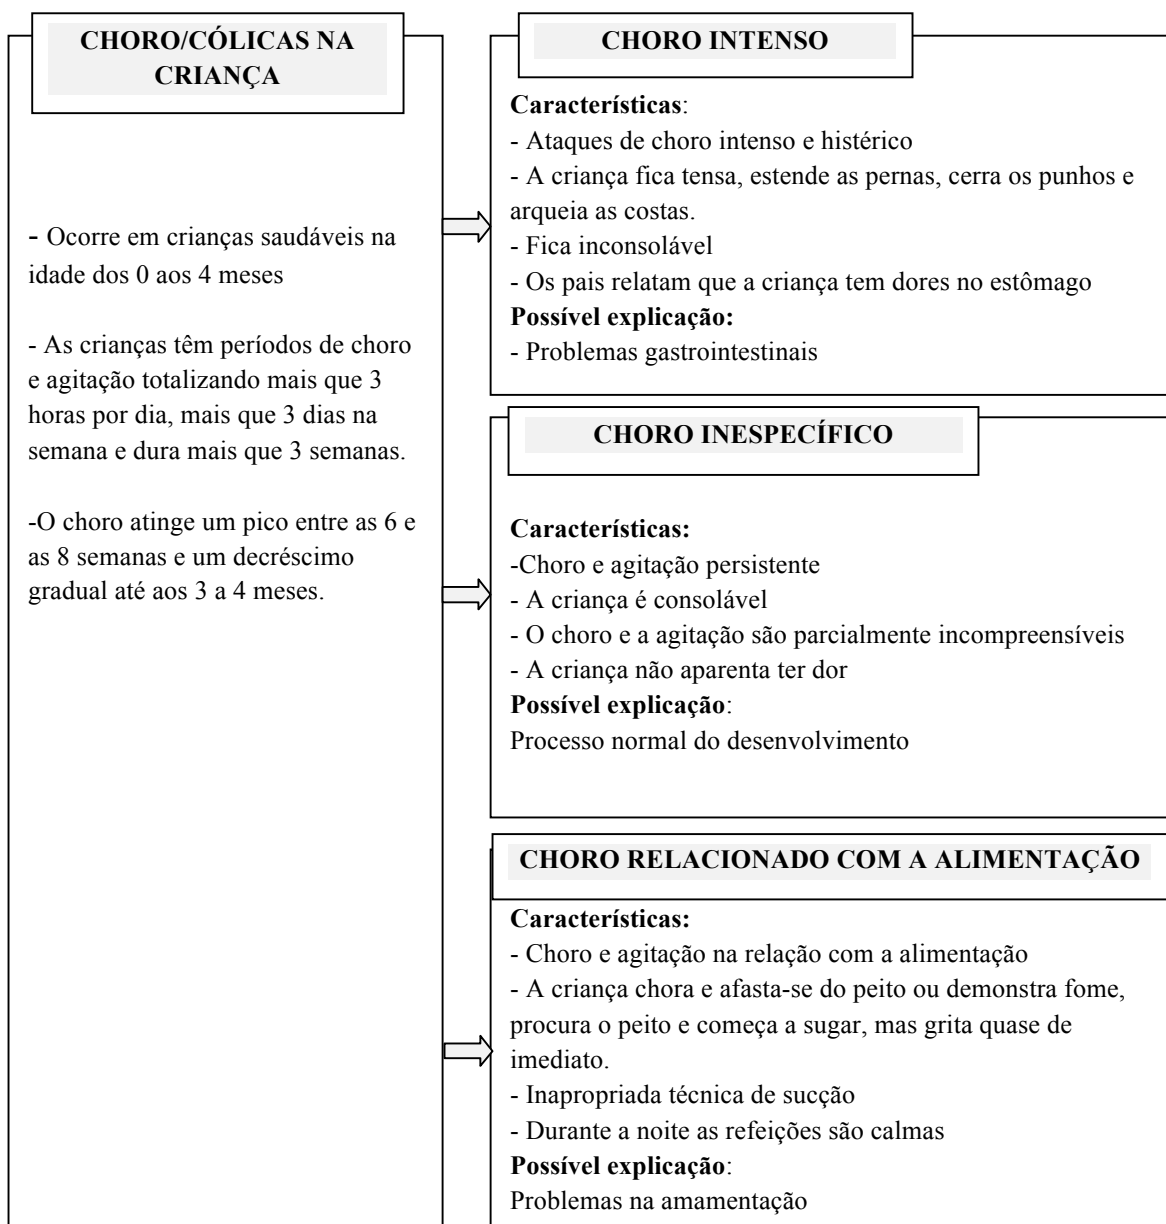 CHORO/CÓLICAS NA
CRIANÇA
- Ocorre em crianças saudáveis na
idade dos 0 aos 4 meses
- As crianças têm períodos de choro
e agitação totalizando mais que 3
horas por dia, mais que 3 dias na
semana e dura mais que 3 semanas.
-O choro atinge um pico entre as 6 e
as 8 semanas e um decréscimo
gradual até aos 3 a 4 meses.
CHORO INTENSO
Características:
- Ataques de choro intenso e histérico
- A criança fica tensa, estende as pernas, cerra os punhos e
arqueia as costas.
- Fica inconsolável
- Os pais relatam que a criança tem dores no estômago
Possível explicação:
- Problemas gastrointestinais
CHORO INESPECÍFICO
Características:
-Choro e agitação persistente
- A criança é consolável
- O choro e a agitação são parcialmente incompreensíveis
- A criança não aparenta ter dor
Possível explicação:
Processo normal do desenvolvimento
CHORO RELACIONADO COM A ALIMENTAÇÃO
Características:
- Choro e agitação na relação com a alimentação
- A criança chora e afasta-se do peito ou demonstra fome,
procura o peito e começa a sugar, mas grita quase de
imediato.
- Inapropriada técnica de sucção
- Durante a noite as refeições são calmas
Possível explicação:
Problemas na amamentação